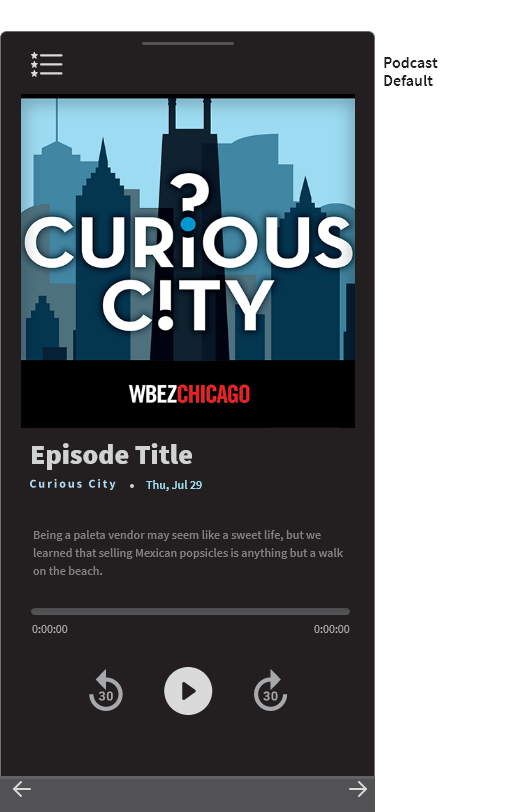 Podcast
Default
CURiOUS
C!TY
WBEZCHICAGO
Episode Title
Curious City • Thu, Jul 29
Being a paleta vendor may seem like a sweet life, but we
learned that selling Mexican popsicles is anything but a walk
on the beach.
0:00:00 0:00:00
30 30